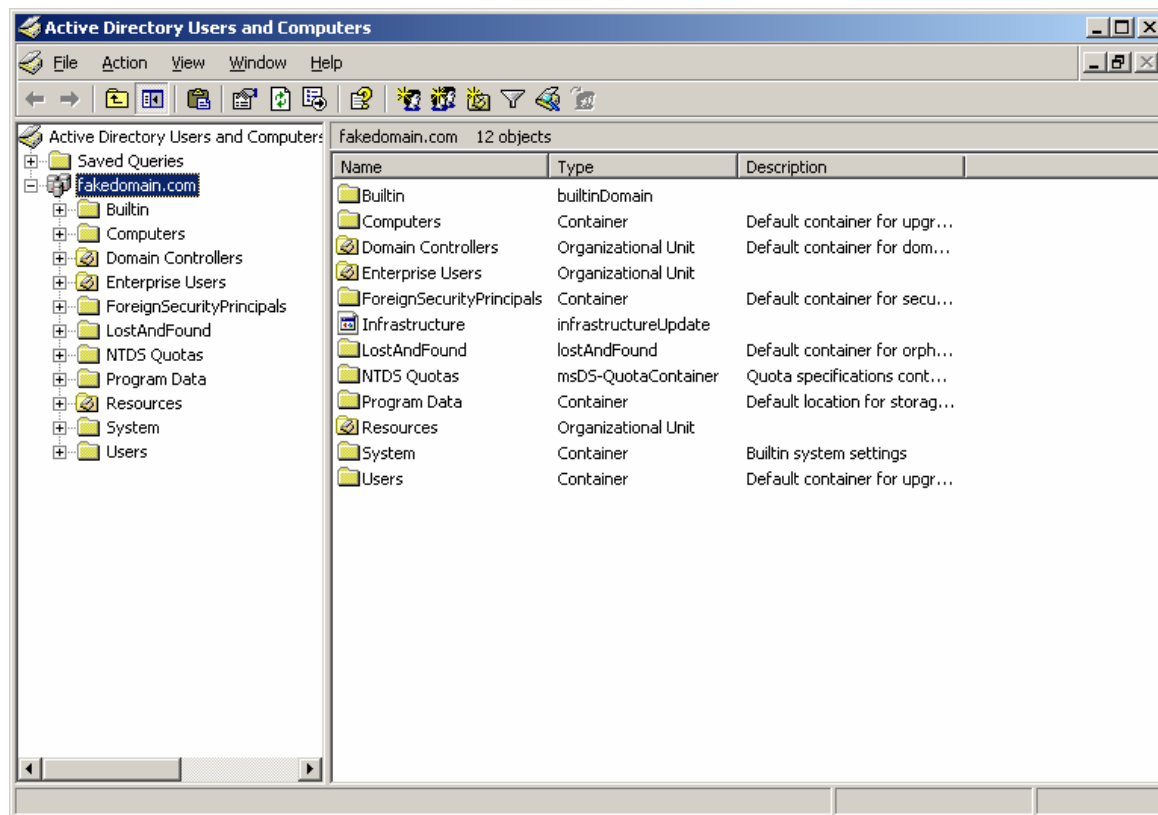 Active Directory Users and Computers
File Action View Window Help
Active Directory Users and Computers
Saved Queries
fakedomain.com
Builtin
Computers
Domain Controllers
Enterprise Users
ForeignSecurityPrincipals
LostAndFound
NTDS Quotas
Program Data
Resources
System
Users
fakedomain.com 12 objects
Name Type Description
Builtin builtinDomain
Computers Container Default container for upgr...
Domain Controllers Organizational Unit Default container for dom...
Enterprise Users Organizational Unit
ForeignSecurityPrincipals Container Default container for secu...
Infrastructure infrastructureUpdate
LostAndFound lostAndFound Default container for orph...
NTDS Quotas msDS-QuotaContainer Quota specifications cont...
Program Data Container Default location for storag...
Resources Organizational Unit
System Container Builtin system settings
Users Container Default container for upgr...